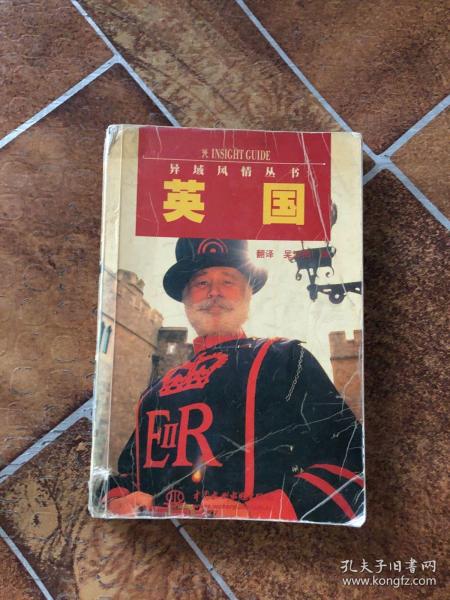 INSIGHT GUIDE
异域风情丛书
英国
翻译 吴
EⅡR
孔夫子旧书网
www.kongfz.com